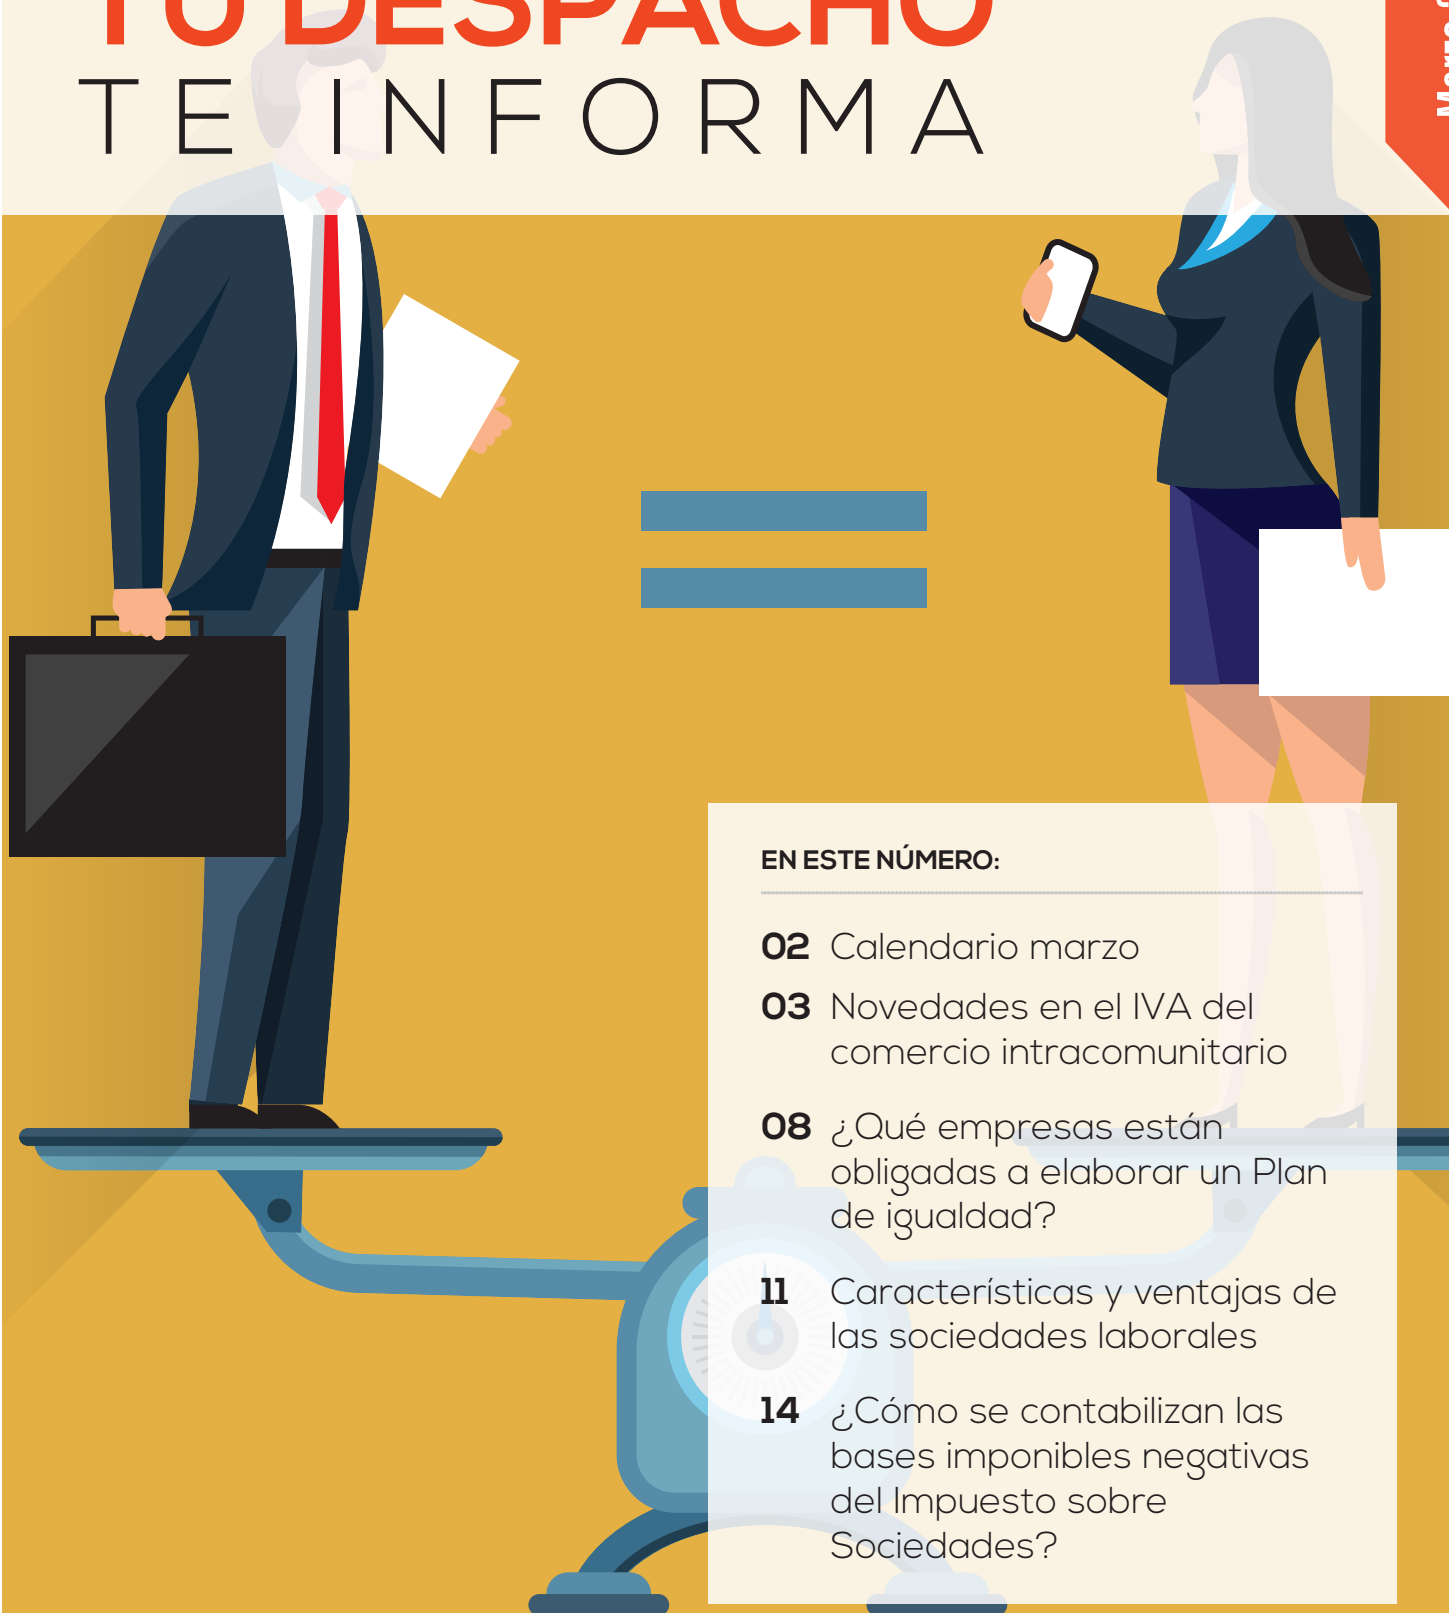 TU DESPACHO
TE INFORMA
Marzo
EN ESTE NÚMERO:
02 Calendario marzo
03 Novedades en el IVA del
comercio intracomunitario
08 ¿Qué empresas están
obligadas a elaborar un Plan
de igualdad?
11 Características y ventajas de
las sociedades laborales
14 ¿Cómo se contabilizan las
bases imponibles negativas
del Impuesto sobre
Sociedades?